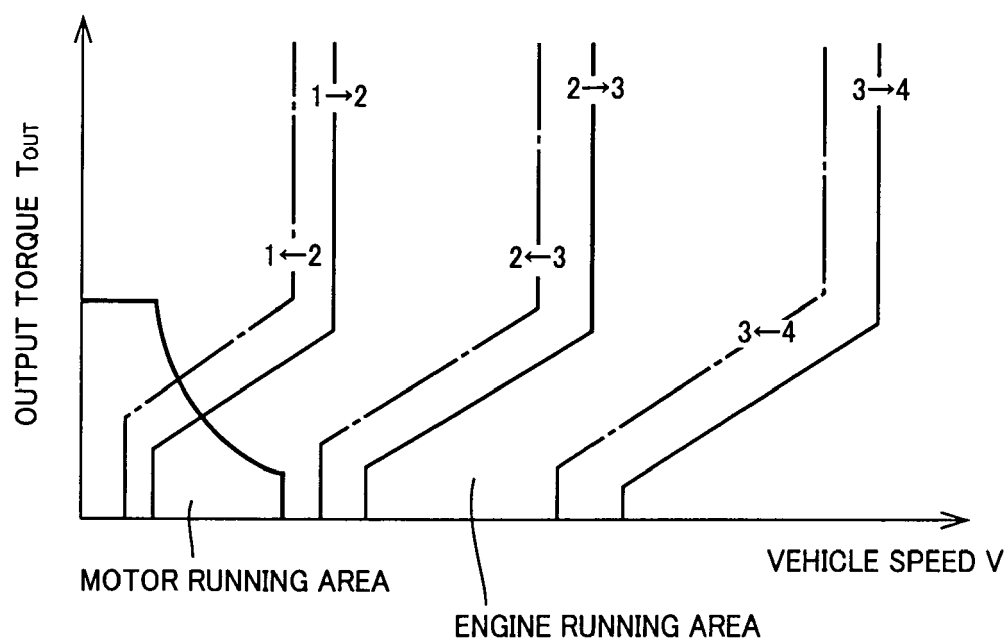 1→2
2→3
3→4
1←2
2←3
3←4
OUTPUT TORQUE TOUT
VEHICLE SPEED V
MOTOR RUNNING AREA
ENGINE RUNNING AREA